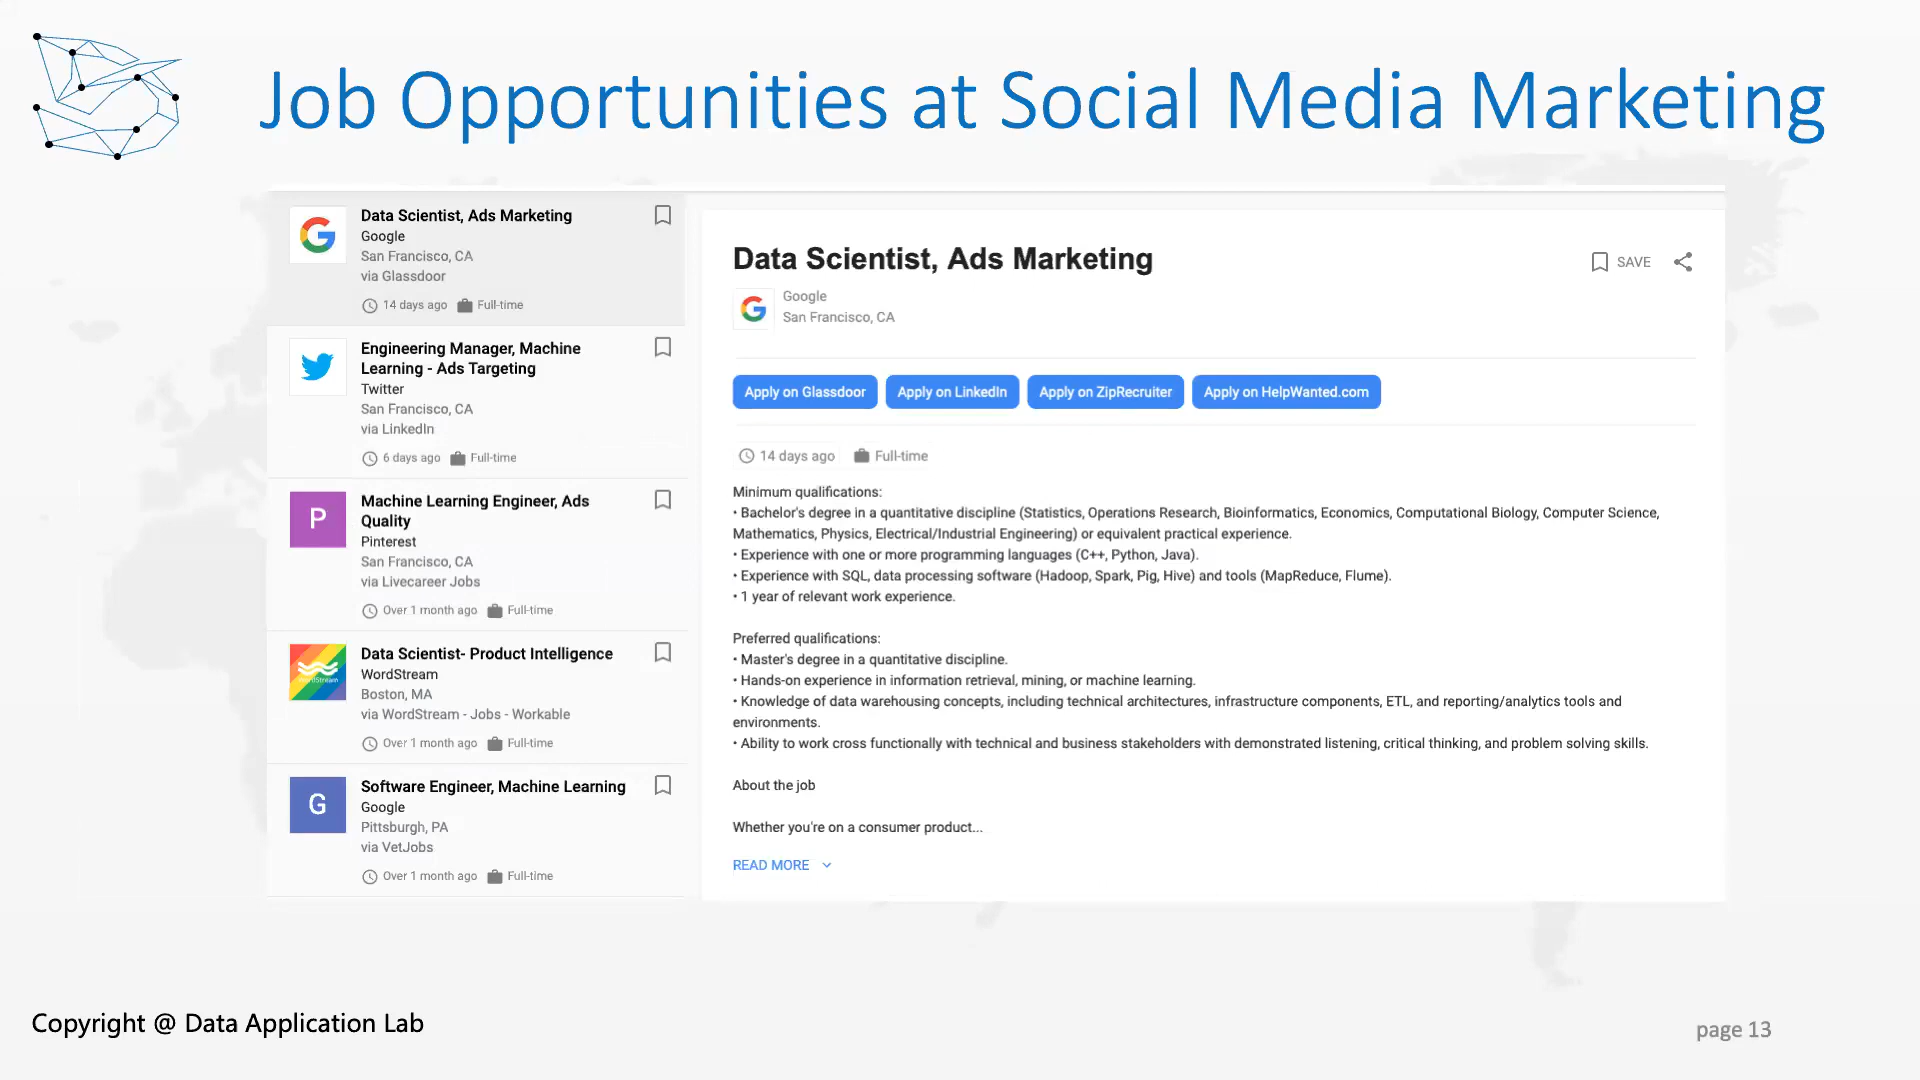 Job Opportunities at Social Media Marketing
Data Scientist, Ads Marketing
Google
San Francisco, CA
via Glassdoor
14 days ago Full-time
Engineering Manager, Machine
Learning - Ads Targeting
Twitter
San Francisco, CA
via LinkedIn
6 days ago Full-time
P
Machine Learning Engineer, Ads
Quality
Pinterest
San Francisco, CA
via Livecareer Jobs
Over 1 month ago Full-time
WordStream
Data Scientist- Product Intelligence
WordStream
Boston, MA
via WordStream - Jobs - Workable
Over 1 month ago Full-time
G
Software Engineer, Machine Learning
Google
Pittsburgh, PA
via VetJobs
Over 1 month ago Full-time
Data Scientist, Ads Marketing
SAVE
Google
San Francisco, CA
Apply on Glassdoor Apply on LinkedIn Apply on ZipRecruiter Apply on HelpWanted.com
14 days ago Full-time
Minimum qualifications:
• Bachelor's degree in a quantitative discipline (Statistics, Operations Research, Bioinformatics, Economics, Computational Biology, Computer Science,
Mathematics, Physics, Electrical/Industrial Engineering) or equivalent practical experience.
• Experience with one or more programming languages (C++, Python, Java).
• Experience with SQL, data processing software (Hadoop, Spark, Pig, Hive) and tools (MapReduce, Flume).
• 1 year of relevant work experience.
Preferred qualifications:
• Master's degree in a quantitative discipline.
• Hands-on experience in information retrieval, mining, or machine learning.
• Knowledge of data warehousing concepts, including technical architectures, infrastructure components, ETL, and reporting/analytics tools and
environments.
• Ability to work cross functionally with technical and business stakeholders with demonstrated listening, critical thinking, and problem solving skills.
About the job
Whether you're on a consumer product...
READ MORE
Copyright @ Data Application Lab
page 13